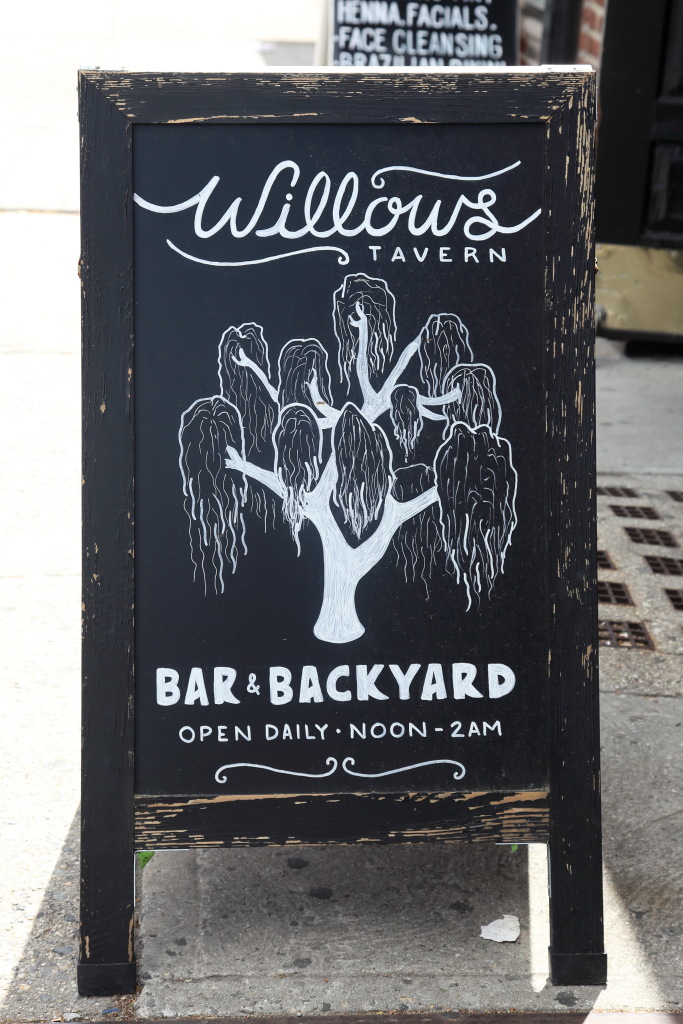 HENNA.FACIALS.
-FACE CLEANSING
Willows
TAVERN
BAR & BACKYARD
OPEN DAILY · NOON - 2AM